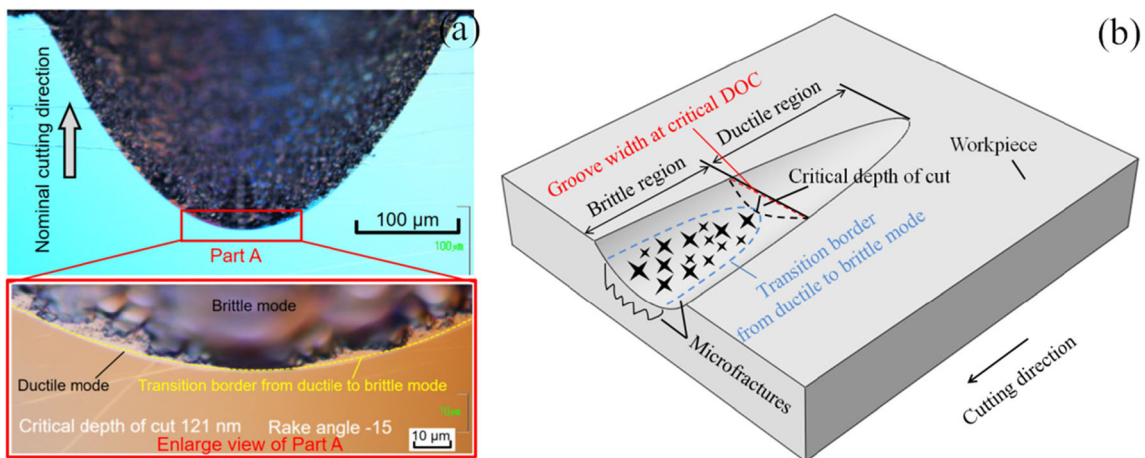 (a)
Nominal cutting direction
100 μm
100μm
Part A
Brittle mode
Ductile mode
Transition border from ductile to brittle mode
Critical depth of cut 121 nm Rake angle -15
10 μm
Enlarge view of Part A
(b)
Groove width at critical DOC
Ductile region
Brittle region
Workpiece
Critical depth of cut
Transition border
from ductile to brittle mode
Microfractures
Cutting direction